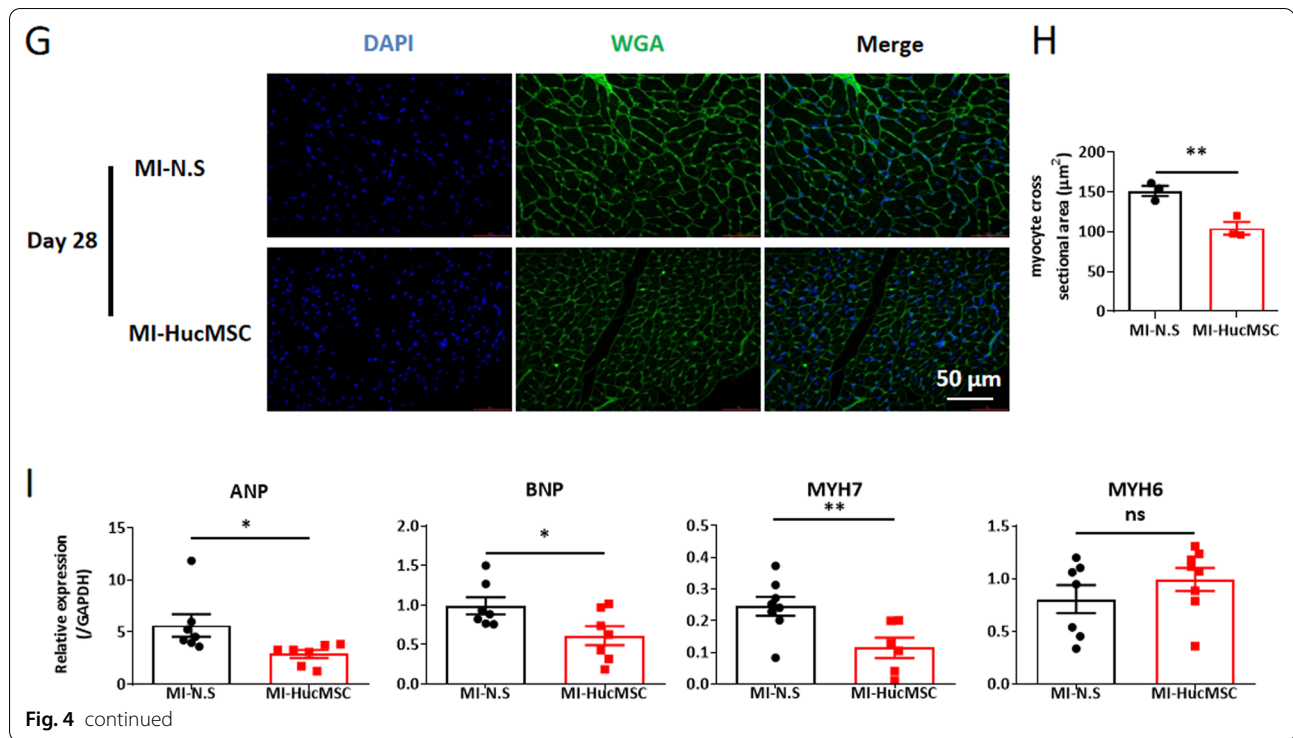 G
DAPI
WGA
Merge
H
MI-N.S
Day 28
MI-HucMSC
50 µm
myocyte cross
sectional area (µm²)
200
150
100
50
0
**
MI-N.S
MI-HucMSC
I
Relative expression
(/GAPDH)
ANP
*
15
10
5
0
MI-N.S
MI-HucMSC
BNP
*
2.0
1.5
1.0
0.5
0.0
MI-N.S
MI-HucMSC
MYH7
**
0.5
0.4
0.3
0.2
0.1
0.0
MI-N.S
MI-HucMSC
MYH6
ns
1.5
1.0
0.5
0.0
MI-N.S
MI-HucMSC
Fig. 4 continued